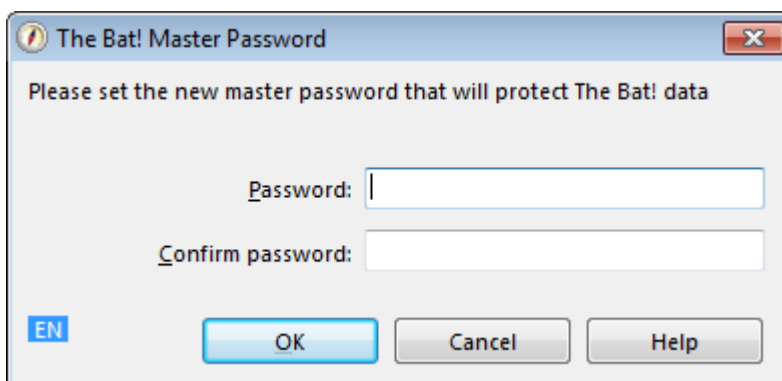 The Bat! Master Password
Please set the new master password that will protect The Bat! data
Password:
Confirm password:
EN
OK
Cancel
Help